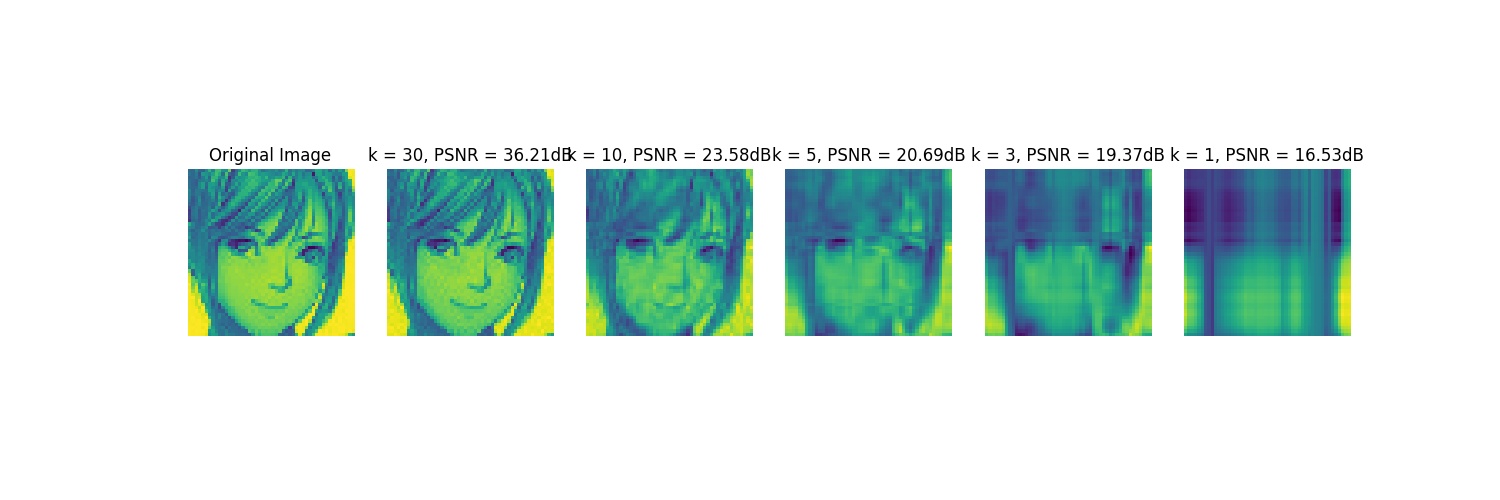 Original Image
k = 30, PSNR = 36.21dB
k = 10, PSNR = 23.58dB
k = 5, PSNR = 20.69dB
k = 3, PSNR = 19.37dB
k = 1, PSNR = 16.53dB